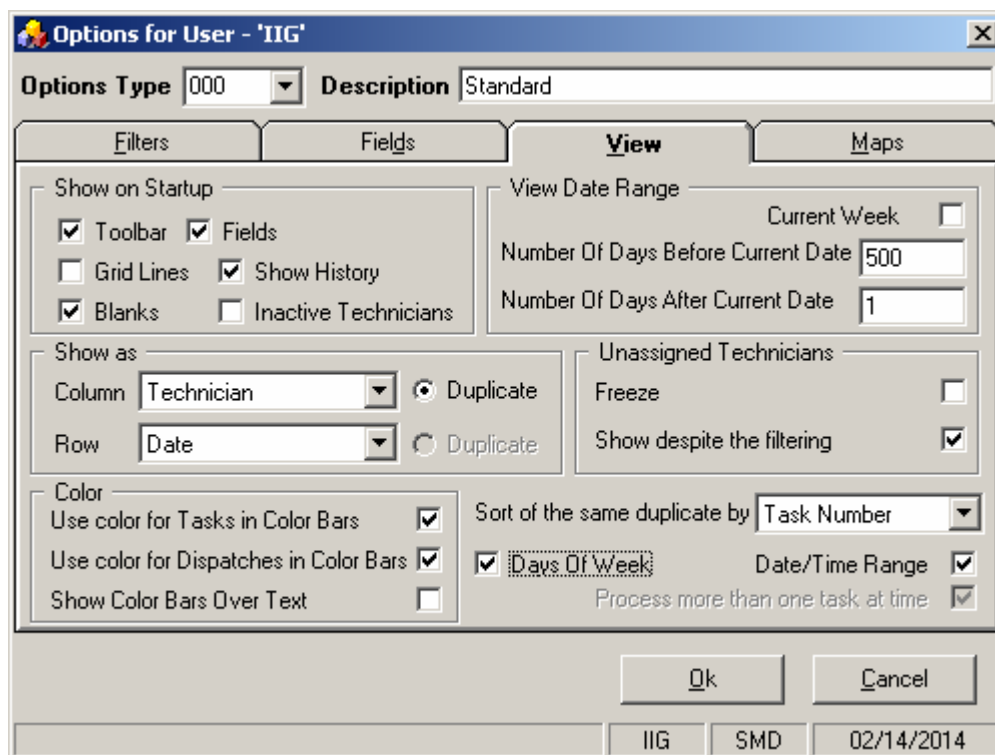 Options for User - 'IIG'
Options Type 000 Description Standard
Filters Fields View Maps
Show on Startup
Toolbar Fields
Grid Lines Show History
Blanks Inactive Technicians
View Date Range
Current Week
Number Of Days Before Current Date 500
Number Of Days After Current Date 1
Show as
Column Technician Duplicate
Row Date Duplicate
Unassigned Technicians
Freeze
Show despite the filtering
Color
Use color for Tasks in Color Bars
Use color for Dispatches in Color Bars
Show Color Bars Over Text
Sort of the same duplicate by Task Number
Days Of Week Date/Time Range
Process more than one task at time
Ok Cancel
IIG SMD 02/14/2014